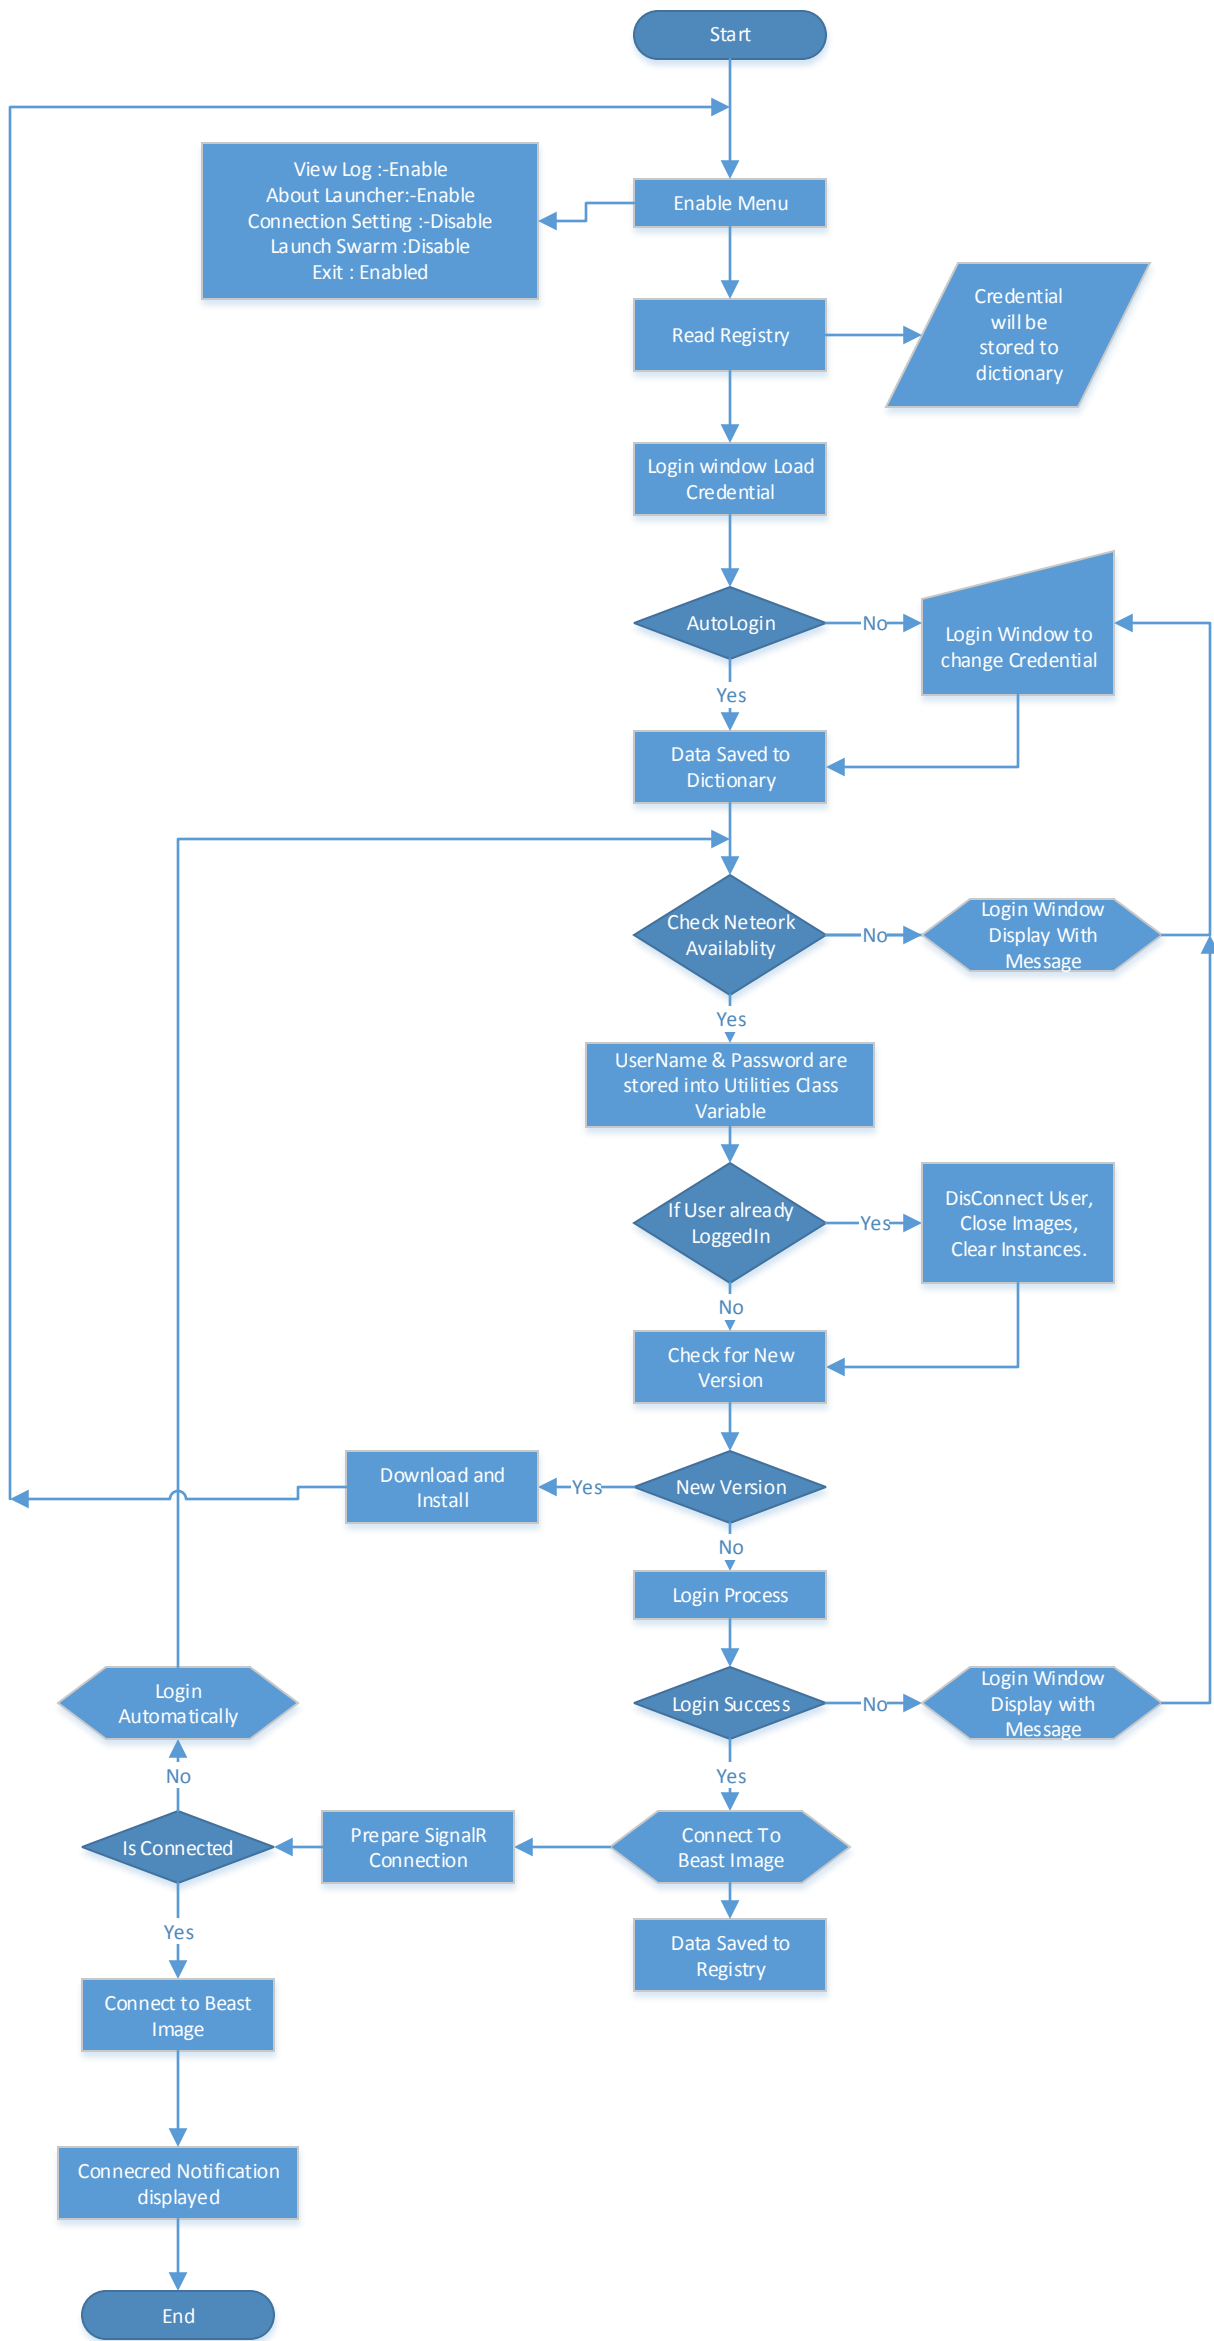 Start
View Log :-Enable
About Launcher:-Enable
Connection Setting :-Disable
Launch Swarm :Disable
Exit : Enabled
Enable Menu
Read Registry
Credential
will be
stored to
dictionary
Login window Load
Credential
AutoLogin
No
Login Window to
change Credential
Yes
Data Saved to
Dictionary
Check Neteork
Availablity
No
Login Window
Display With
Message
Yes
UserName & Password are
stored into Utilities Class
Variable
If User already
LoggedIn
Yes
DisConnect User,
Close Images,
Clear Instances.
No
Check for New
Version
New Version
Yes
Download and
Install
No
Login Process
Login Success
No
Login Window
Display with
Message
Login
Automatically
No
Yes
Connect To
Beast Image
Prepare SignalR
Connection
Is Connected
Yes
Data Saved to
Registry
Connect to Beast
Image
Connecred Notification
displayed
End